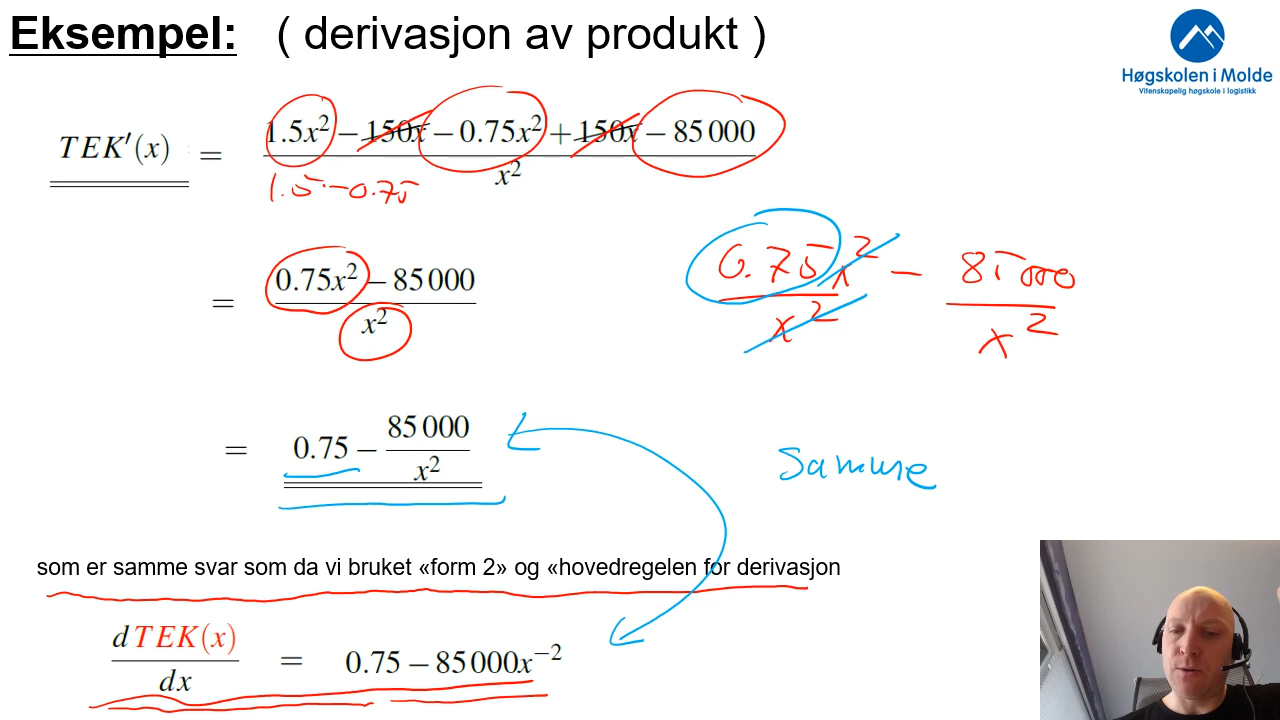 Eksempel: ( derivasjon av produkt )
Høgskolen i Molde
Vitenskapelig høgskole i logistikk
TEK′(x) = (1.5x² − 150x − 0.75x² + 150x − 85 000) / x²
1.5 − 0.75
= (0.75x² − 85 000) / x²
0.75x² / x² − 85 000 / x²
= 0.75 − 85 000 / x²
Samme
som er samme svar som da vi bruket «form 2» og «hovedregelen for derivasjon
d TEK(x) / dx = 0.75 − 85 000x⁻²